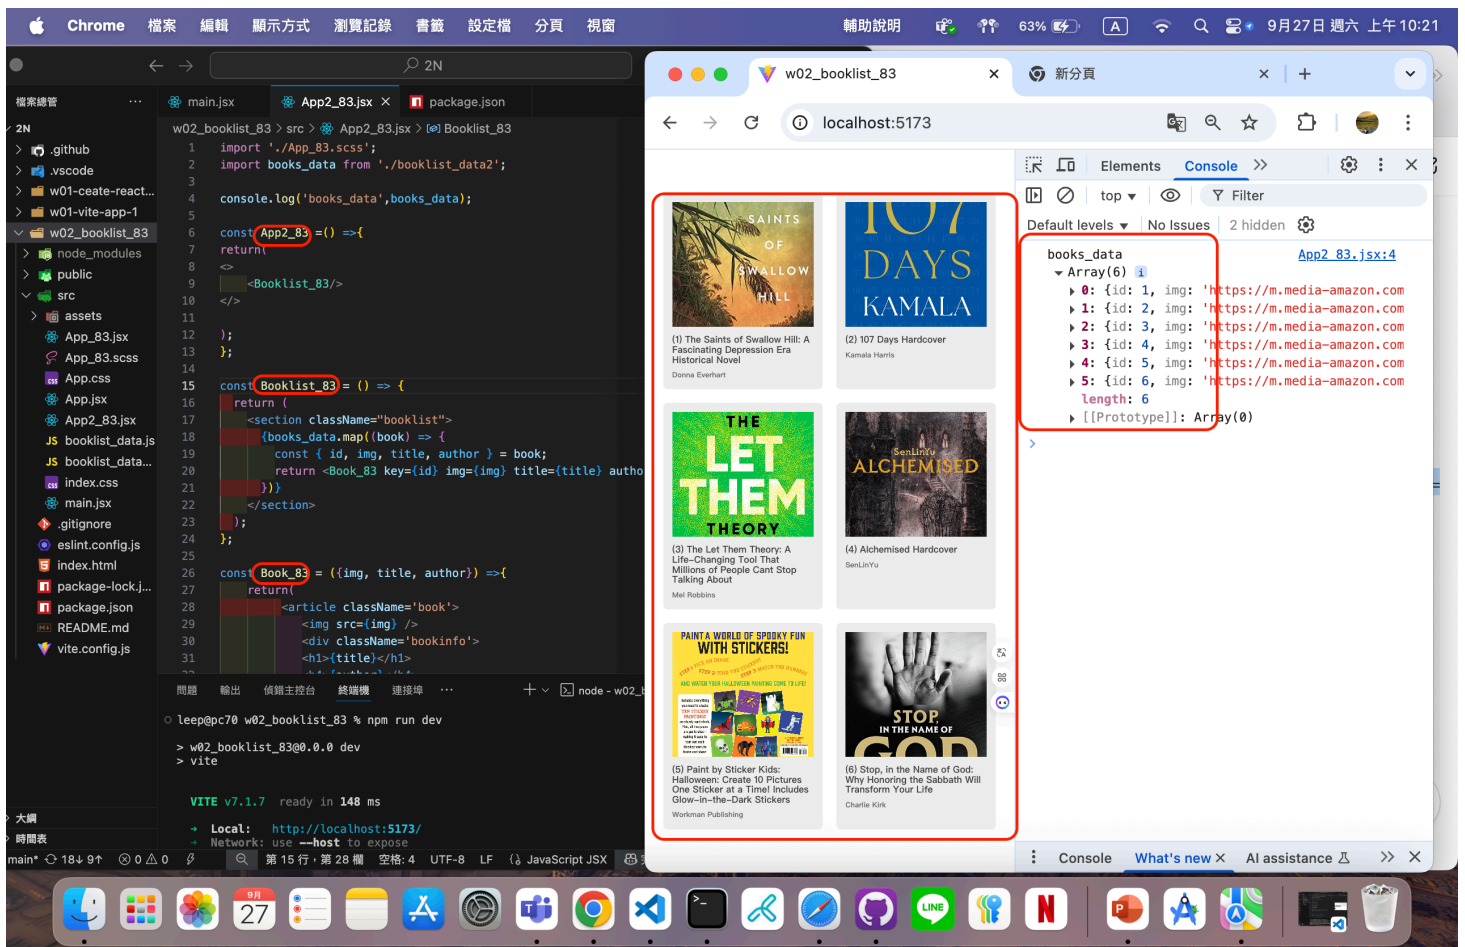 Chrome 檔案 編輯 顯示方式 瀏覽記錄 書籤 設定檔 分頁 視窗 輔助說明 63% A 9月27日 週六 上午10:21
2N
檔案總管 ...
2N
.github
.vscode
w01-ceate-react...
w01-vite-app-1
w02_booklist_83
node_modules
public
src
assets
App_83.jsx
App_83.scss
App.css
App.jsx
App2_83.jsx
JS booklist_data.js
JS booklist_data...
index.css
main.jsx
.gitignore
eslint.config.js
index.html
package-lock.j...
package.json
README.md
vite.config.js
大綱
時間表
main.jsx App2_83.jsx package.json
w02_booklist_83 > src > App2_83.jsx > Booklist_83
1 import './App_83.scss';
2 import books_data from './booklist_data2';
3
4 console.log('books_data',books_data);
5
6 const App2_83 =() =>{
7 return(
8 <>
9 <Booklist_83/>
10 </>
11
12 );
13 };
14
15 const Booklist_83 = () => {
16 return (
17 <section className="booklist">
18 {books_data.map((book) => {
19 const { id, img, title, author } = book;
20 return <Book_83 key={id} img={img} title={title} autho
21 })}
22 </section>
23 );
24 };
25
26 const Book_83 = ({img, title, author}) =>{
27 return(
28 <article className='book'>
29 <img src={img} />
30 <div className='bookinfo'>
31 <h1>{title}</h1>
問題 輸出 偵錯主控台 終端機 連接埠 ... node - w02_b
leep@pc70 w02_booklist_83 % npm run dev
> w02_booklist_83@0.0.0 dev
> vite
VITE v7.1.7 ready in 148 ms
➜ Local: http://localhost:5173/
➜ Network: use --host to expose
main* 18↓ 9↑ 0 0 第 15 行，第 28 欄 空格: 4 UTF-8 LF JavaScript JSX
w02_booklist_83 新分頁
localhost:5173
SAINTS
OF
SWALLOW
HILL
(1) The Saints of Swallow Hill: A
Fascinating Depression Era
Historical Novel
Donna Everhart
107
DAYS
KAMALA
(2) 107 Days Hardcover
Kamala Harris
THE
LET
THEM
THEORY
(3) The Let Them Theory: A
Life-Changing Tool That
Millions of People Cant Stop
Talking About
Mel Robbins
SenLinYu
ALCHEMISED
(4) Alchemised Hardcover
SenLinYu
PAINT A WORLD OF SPOOKY FUN
WITH STICKERS!
(5) Paint by Sticker Kids:
Halloween: Create 10 Pictures
One Sticker at a Time! Includes
Glow-in-the-Dark Stickers
Workman Publishing
STOP,
IN THE NAME OF
GOD
(6) Stop, in the Name of God:
Why Honoring the Sabbath Will
Transform Your Life
Charlie Kirk
Elements Console
top Filter
Default levels No Issues 2 hidden
books_data App2 83.jsx:4
Array(6) i
0: {id: 1, img: 'https://m.media-amazon.com
1: {id: 2, img: 'https://m.media-amazon.com
2: {id: 3, img: 'https://m.media-amazon.com
3: {id: 4, img: 'https://m.media-amazon.com
4: {id: 5, img: 'https://m.media-amazon.com
5: {id: 6, img: 'https://m.media-amazon.com
length: 6
[[Prototype]]: Array(0)
Console What's new AI assistance
9月
27
LINE
N
P